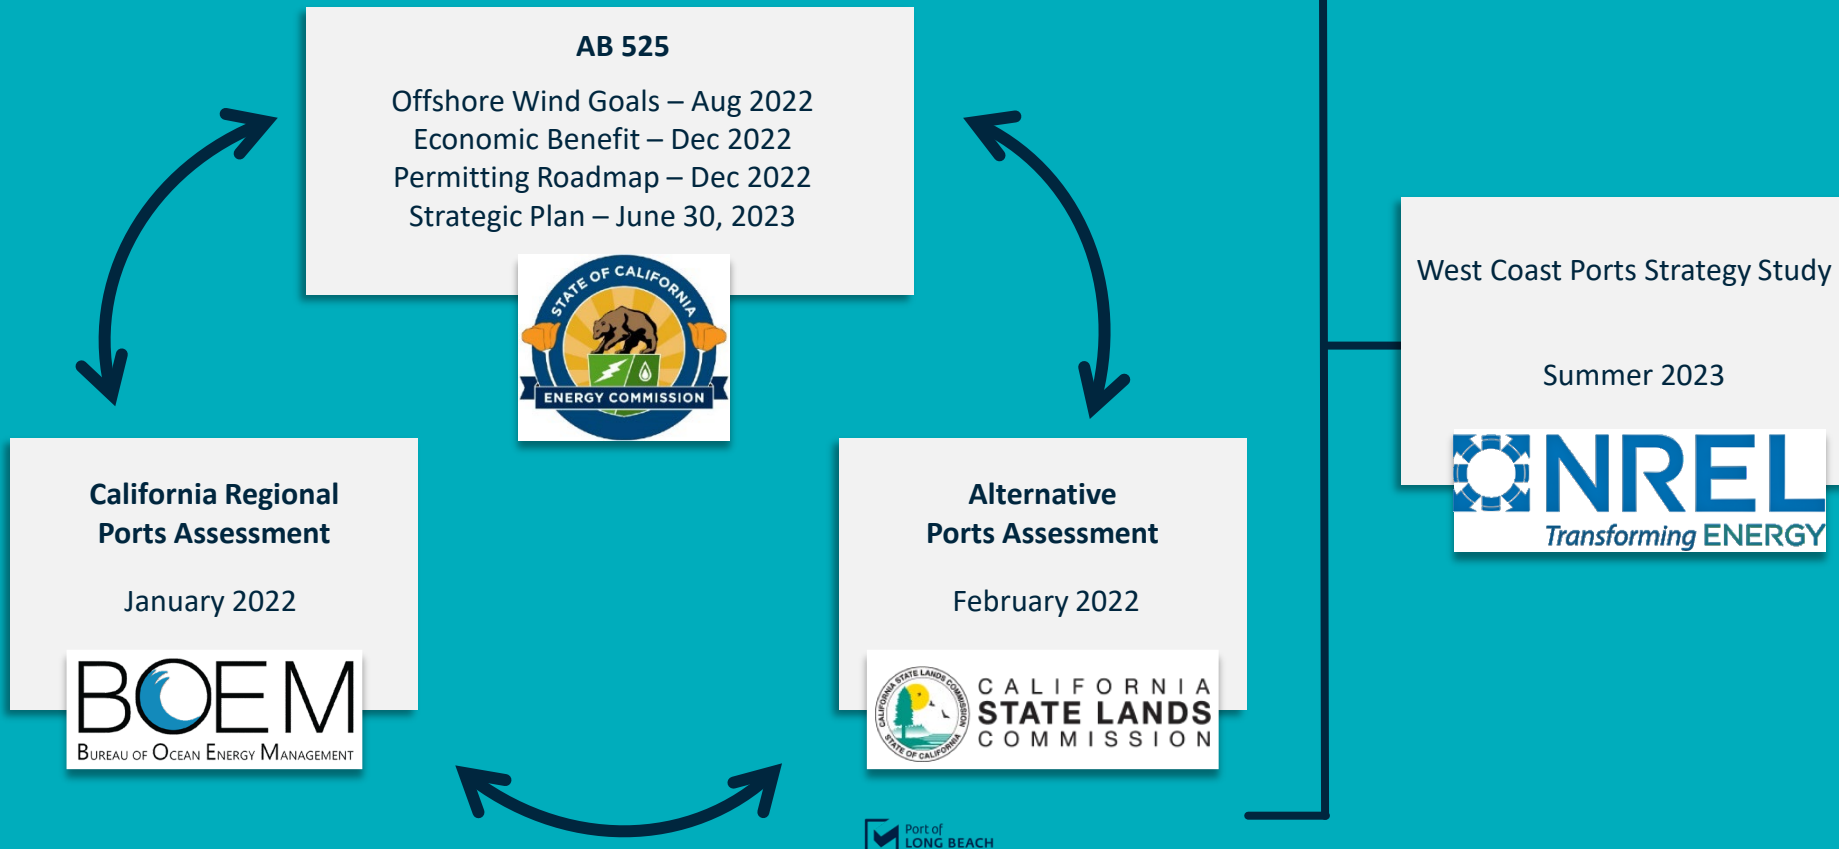 AB 525
Offshore Wind Goals – Aug 2022
Economic Benefit – Dec 2022
Permitting Roadmap – Dec 2022
Strategic Plan – June 30, 2023
STATE OF CALIFORNIA
ENERGY COMMISSION
West Coast Ports Strategy Study
Summer 2023
NREL
Transforming ENERGY
California Regional
Ports Assessment
January 2022
BOEM
BUREAU OF OCEAN ENERGY MANAGEMENT
Alternative
Ports Assessment
February 2022
CALIFORNIA STATE LANDS COMMISSION
STATE OF CALIFORNIA
CALIFORNIA
STATE LANDS
COMMISSION
Port of
LONG BEACH